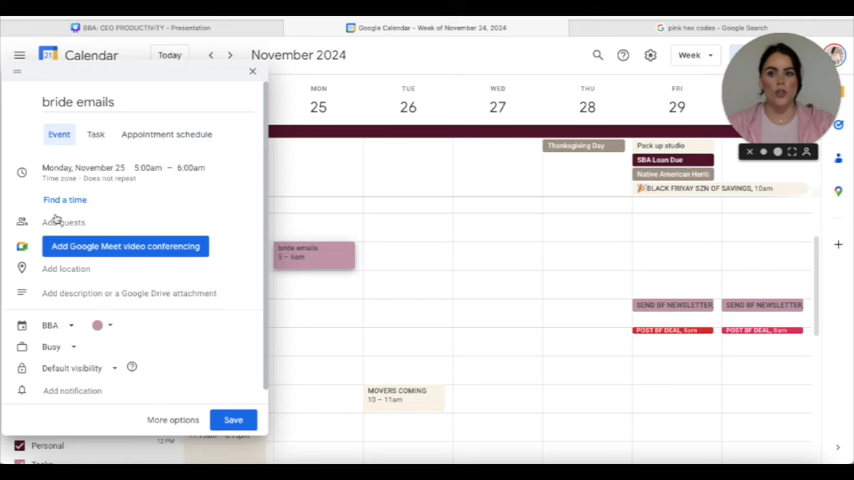 BBA: CEO PRODUCTIVITY - Presentation
Google Calendar - Week of November 24, 2024
pink hex codes - Google Search
Calendar
Today
November 2024
Week
bride emails
Event Task Appointment schedule
Monday, November 25 5:00am – 6:00am
Time zone - Does not repeat
Find a time
Add guests
Add Google Meet video conferencing
Add location
Add description or a Google Drive attachment
BBA
Busy
Default visibility
Add notification
More options
Save
Personal
12 PM
MON
25
TUE
26
WED
27
THU
28
FRI
29
Thanksgiving Day
Pack up studio
SBA Loan Due
Native American Herit
BLACK FRIYAY SZN OF SAVINGS, 10am
bride emails
5 – 6am
SEND BF NEWSLETTER,
SEND BF NEWSLETTER,
POST BF DEAL, 8am
POST BF DEAL, 8am
MOVERS COMING
10 – 11am